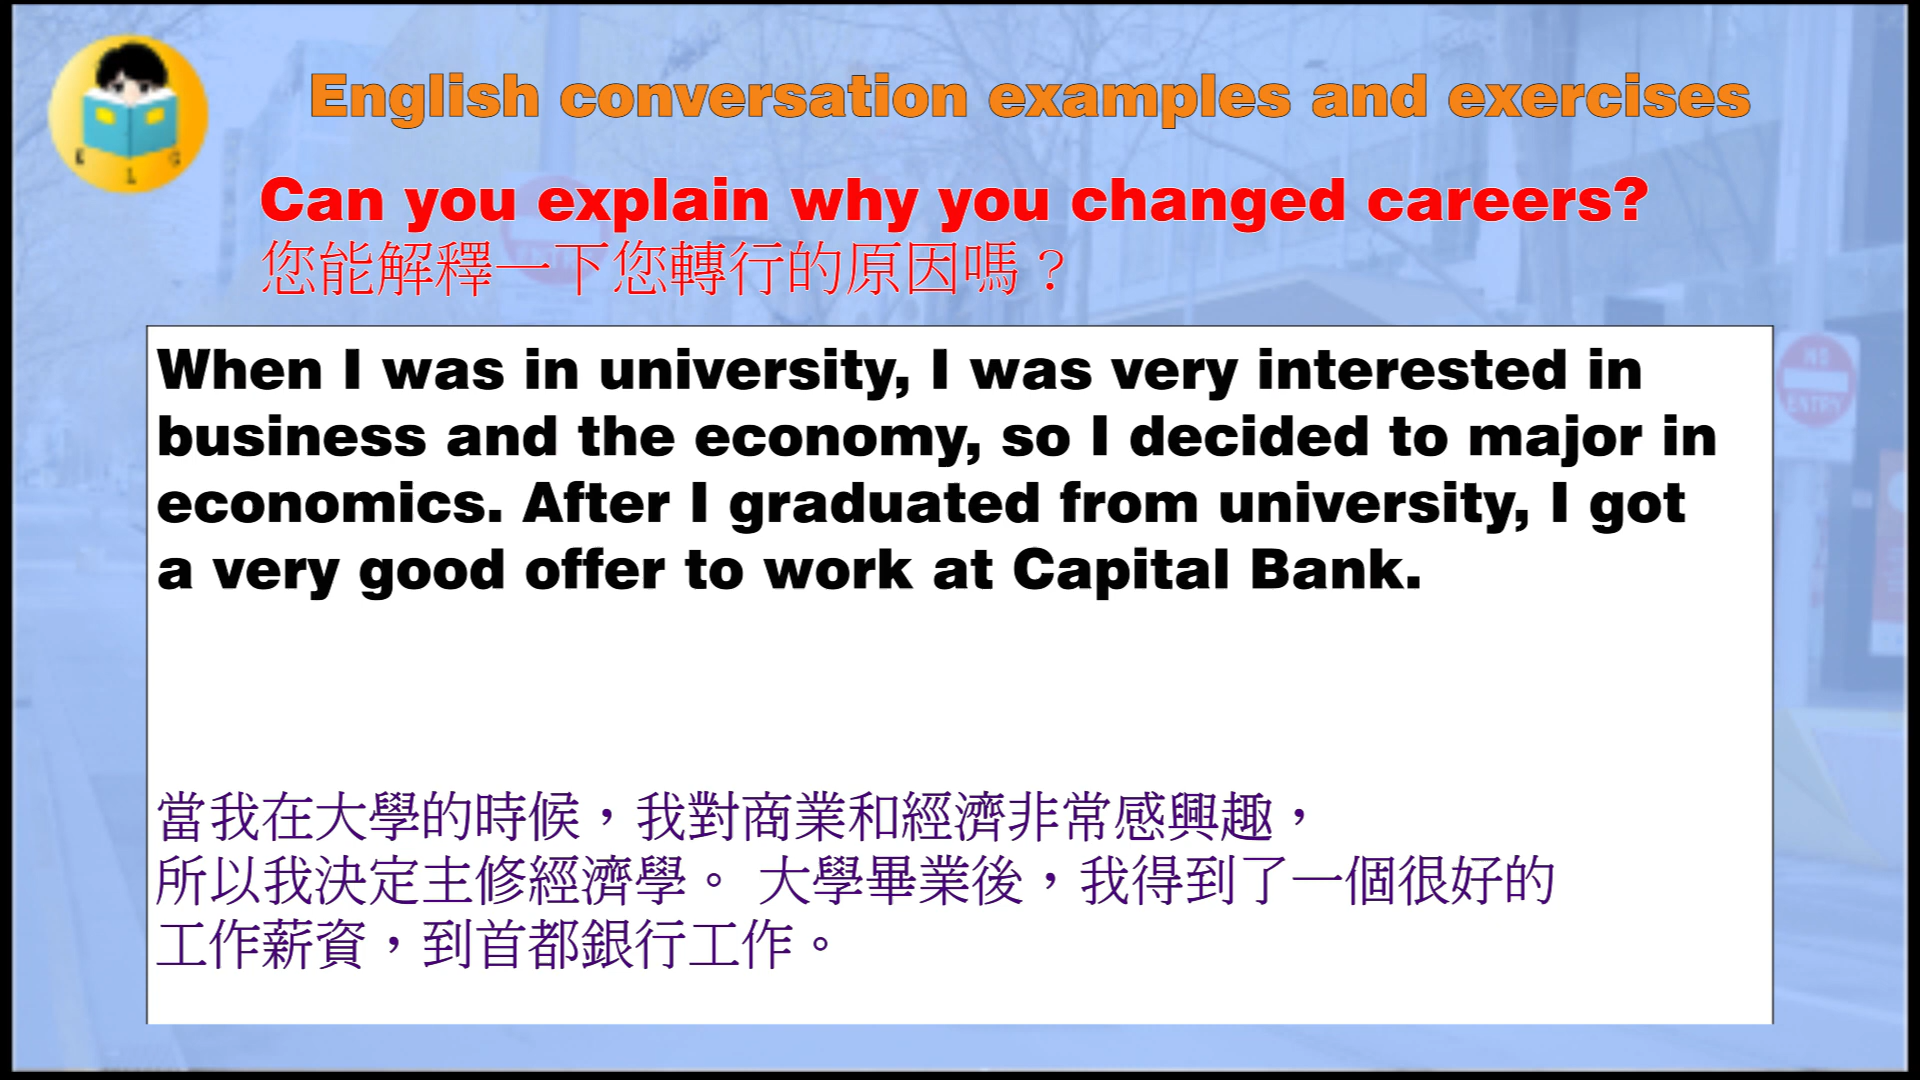 English conversation examples and exercises
Can you explain why you changed careers?
您能解釋一下您轉行的原因嗎？
When I was in university, I was very interested in
business and the economy, so I decided to major in
economics. After I graduated from university, I got
a very good offer to work at Capital Bank.
當我在大學的時候，我對商業和經濟非常感興趣，
所以我決定主修經濟學。 大學畢業後，我得到了一個很好的
工作薪資，到首都銀行工作。
E L G
NO
ENTRY